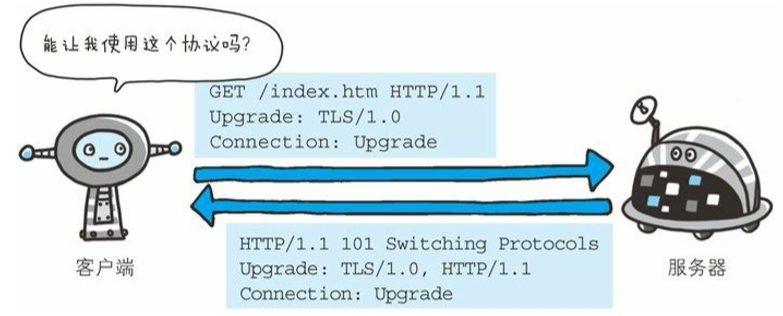 能让我使用这个协议吗?
GET /index.htm HTTP/1.1
Upgrade: TLS/1.0
Connection: Upgrade
HTTP/1.1 101 Switching Protocols
Upgrade: TLS/1.0, HTTP/1.1
Connection: Upgrade
客户端
服务器